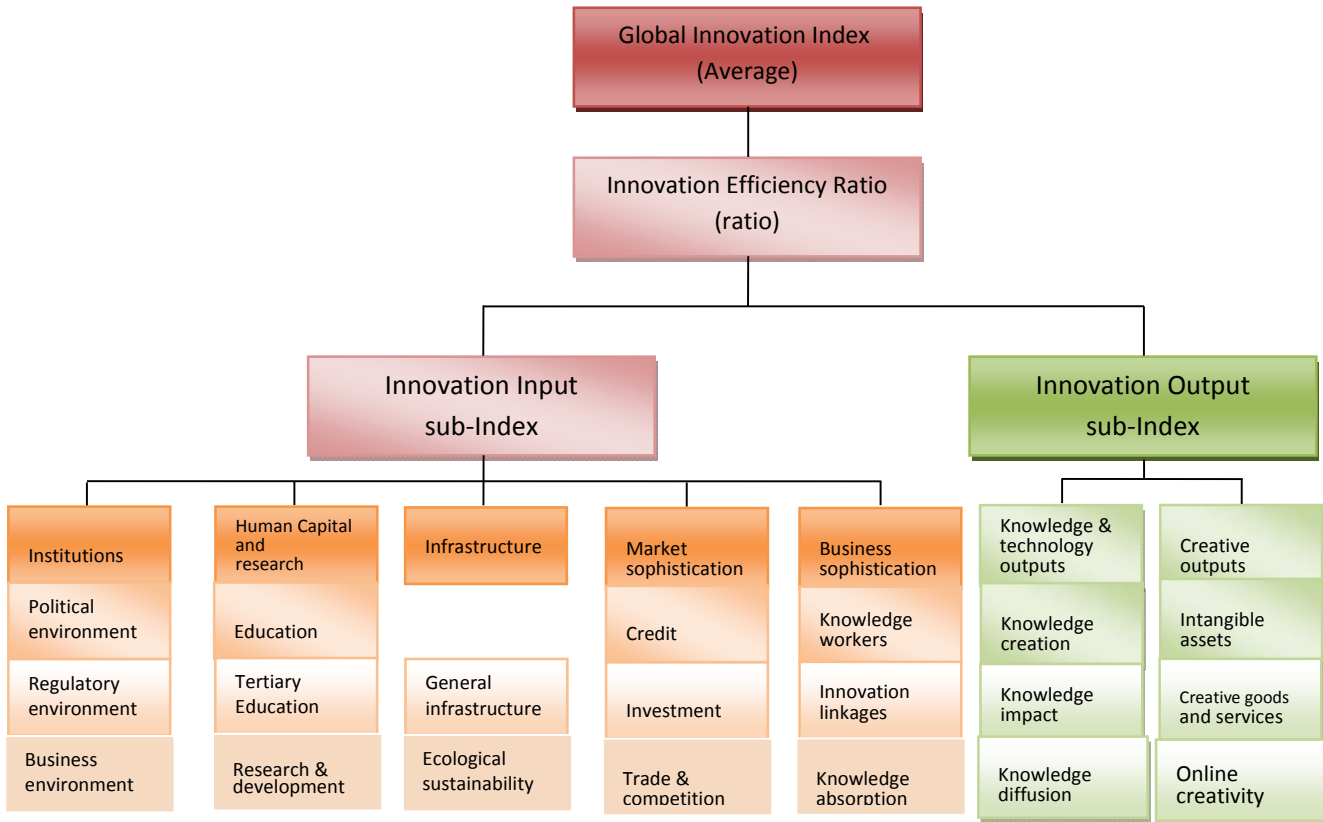 Global Innovation Index
(Average)
Innovation Efficiency Ratio
(ratio)
Innovation Input
sub-Index
Innovation Output
sub-Index
Institutions
Human Capital
and
research
Infrastructure
Market
sophistication
Business
sophistication
Knowledge &
technology
outputs
Creative
outputs
Political
environment
Education
Credit
Knowledge
workers
Knowledge
creation
Intangible
assets
Regulatory
environment
Tertiary
Education
General
infrastructure
Investment
Innovation
linkages
Knowledge
impact
Creative goods
and services
Business
environment
Research &
development
Ecological
sustainability
Trade &
competition
Knowledge
absorption
Knowledge
diffusion
Online
creativity